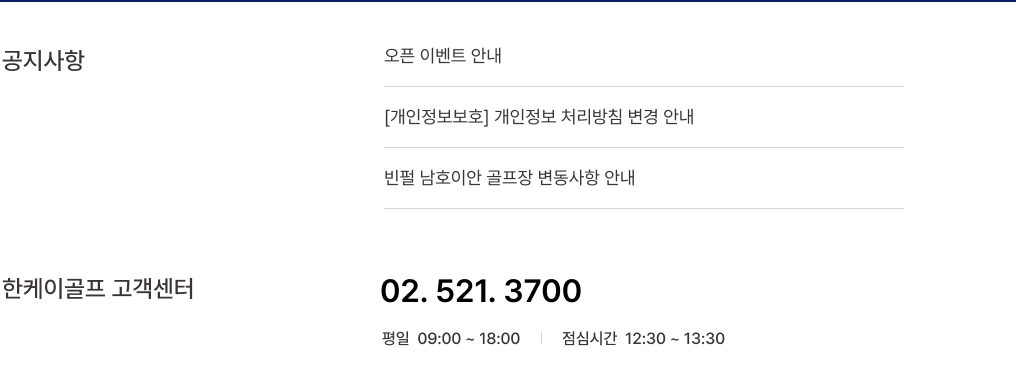 공지사항
오픈 이벤트 안내
[개인정보보호] 개인정보 처리방침 변경 안내
빈펄 남호이안 골프장 변동사항 안내
한케이골프 고객센터
02. 521. 3700
평일 09:00 ~ 18:00 | 점심시간 12:30 ~ 13:30